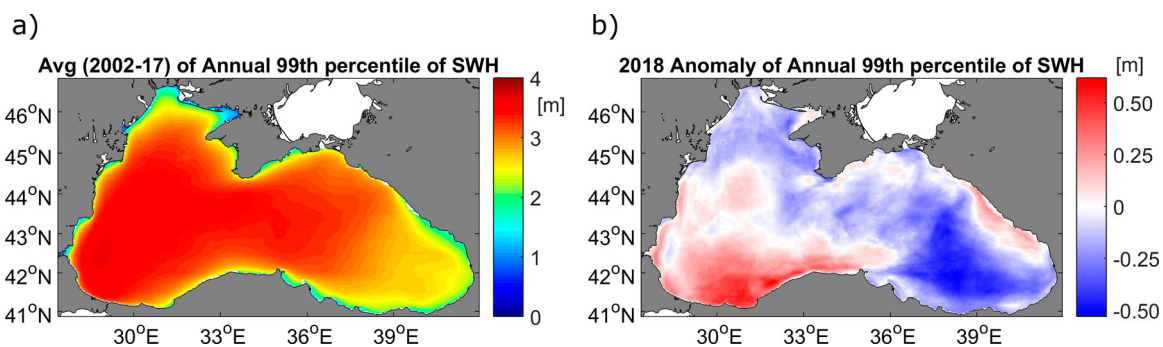 a)
Avg (2002-17) of Annual 99th percentile of SWH
46°N
45°N
44°N
43°N
42°N
41°N
30°E
33°E
36°E
39°E
4
[m]
3
2
1
0
b)
2018 Anomaly of Annual 99th percentile of SWH
[m]
46°N
45°N
44°N
43°N
42°N
41°N
30°E
33°E
36°E
39°E
0.50
0.25
0
-0.25
-0.50